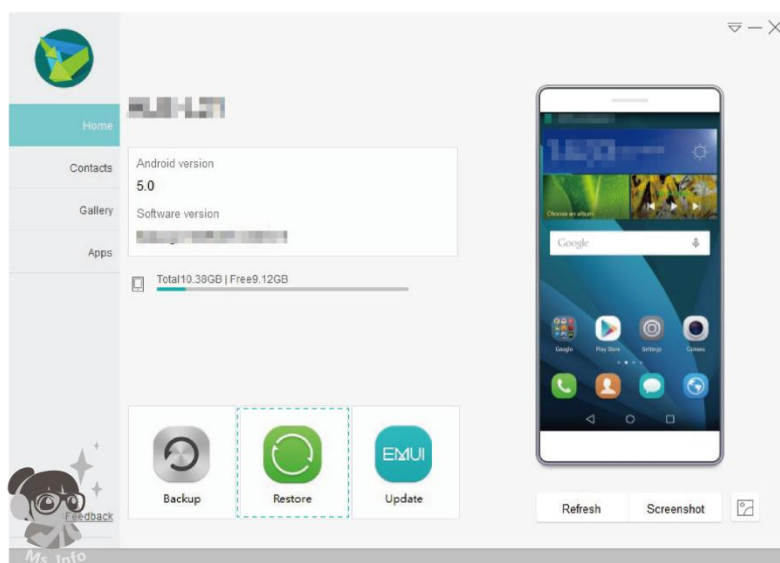 Home
Contacts
Gallery
Apps
Android version
5.0
Software version
Total10.38GB | Free9.12GB
Backup
Restore
EMUI
Update
Feedback
Ms. Info
Choose an album
Google
Google
Play Store
Settings
Camera
Refresh
Screenshot